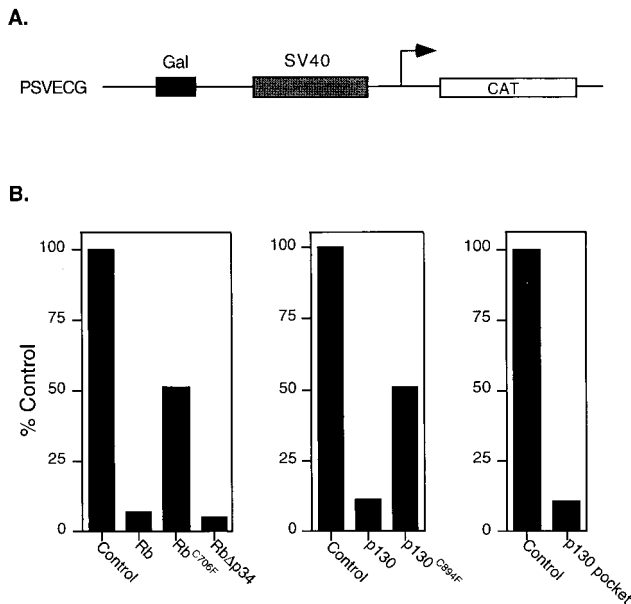 A.
Gal
SV40
PSVECG
CAT
B.
% Control
100
75
50
25
0
Control
Rb
Rb C706F
RbΔp34
100
75
50
25
0
Control
p130
p130 C894F
100
75
50
25
0
Control
p130 pocket